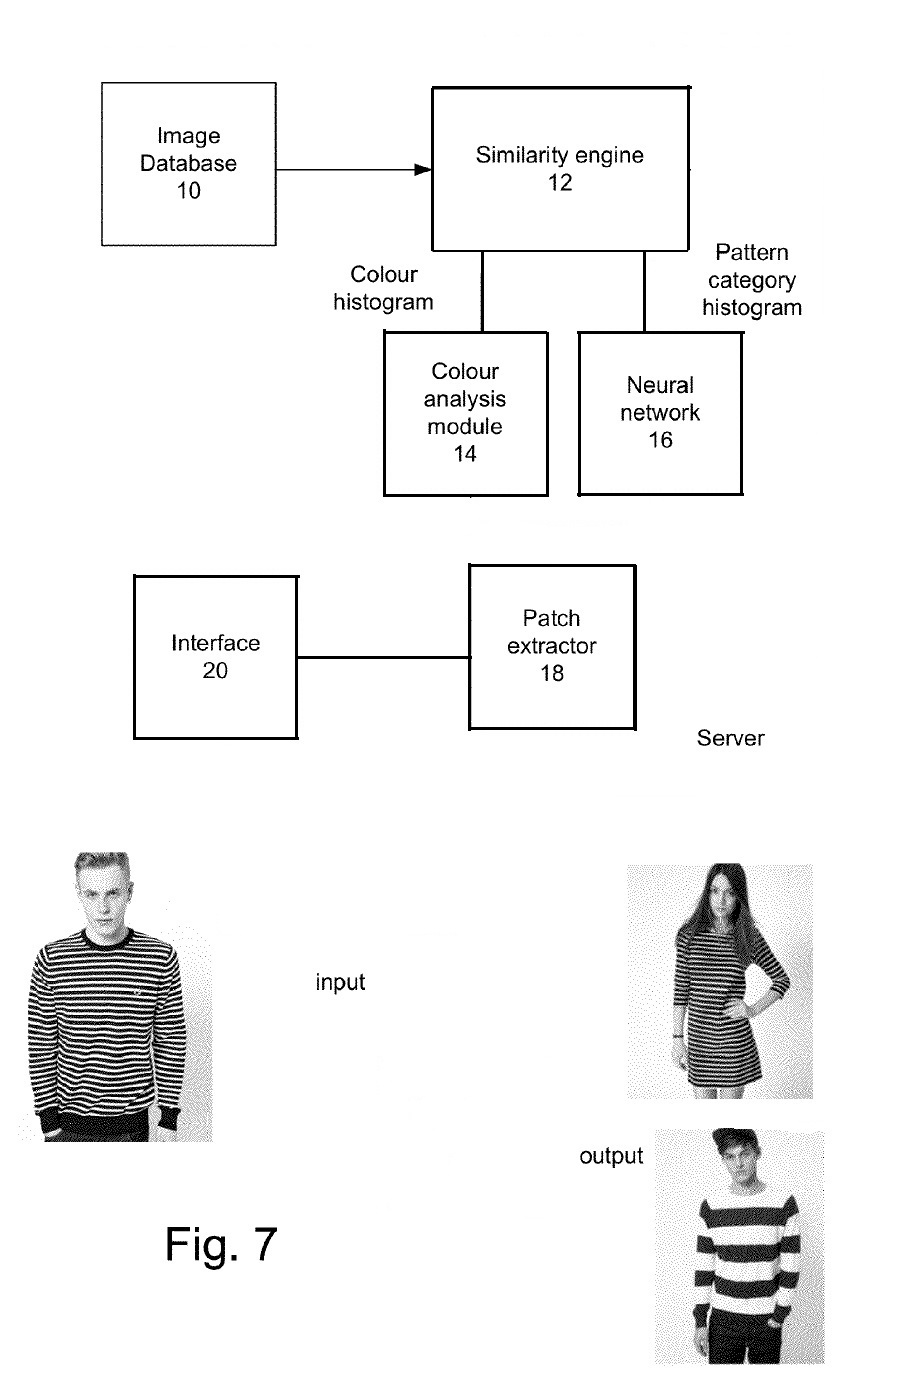 Image
Database
10
Similarity engine
12
Colour
histogram
Pattern
category
histogram
Colour
analysis
module
14
Neural
network
16
Interface
20
Patch
extractor
18
Server
input
output
Fig. 7